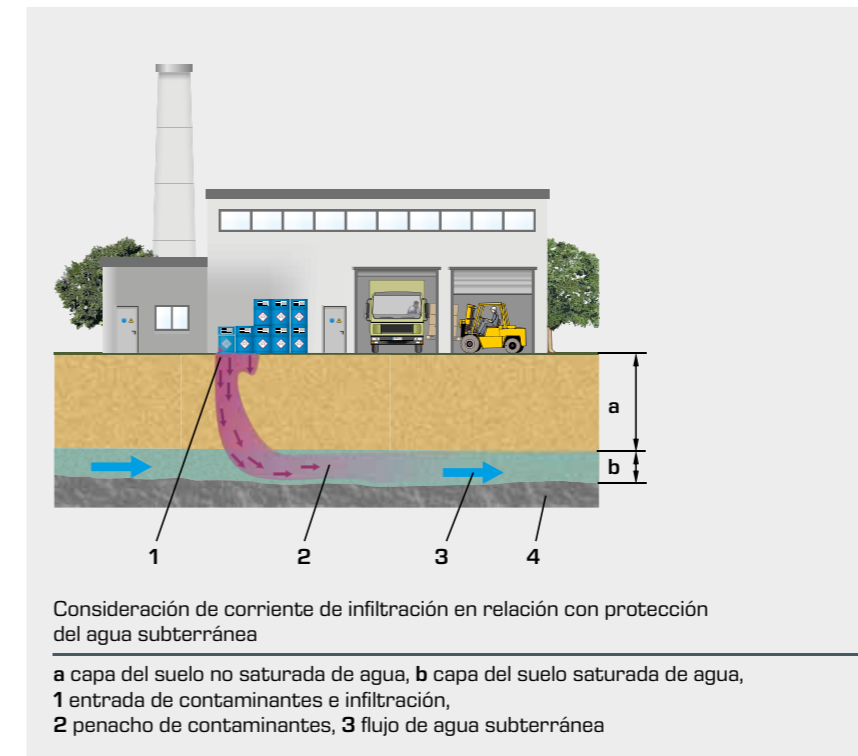 a
b
1 2 3 4
Consideración de corriente de infiltración en relación con protección
del agua subterránea
a capa del suelo no saturada de agua, b capa del suelo saturada de agua,
1 entrada de contaminantes e infiltración,
2 penacho de contaminantes, 3 flujo de agua subterránea